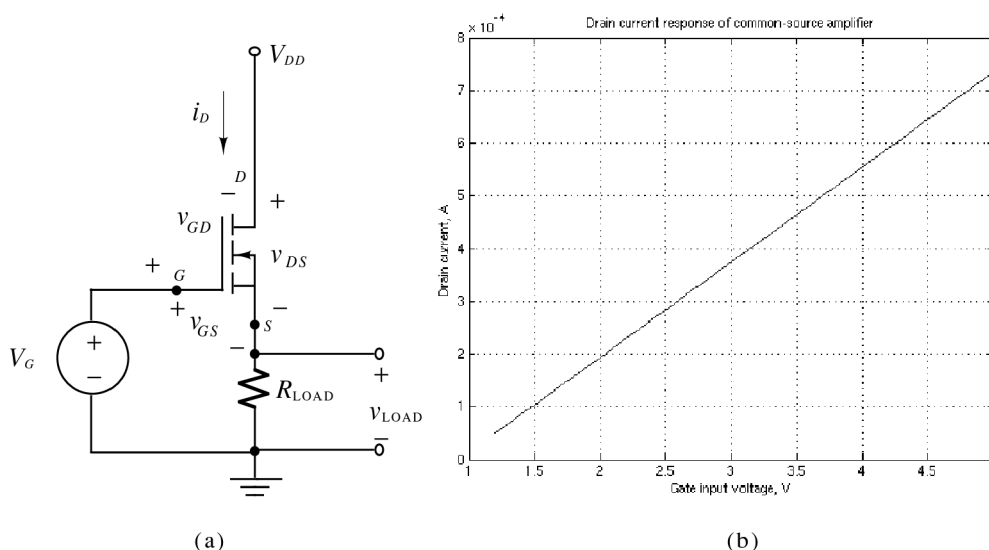 V_DD
i_D
D
−
+
v_GD
v_DS
+
G
+
v_GS
−
S
−
V_G
+
−
R_LOAD
+
v_LOAD
−
(a)
Drain current response of common-source amplifier
8 × 10⁻⁴
7
6
5
4
3
2
1
0
Drain current, A
1 1.5 2 2.5 3 3.5 4 4.5
Gate input voltage, V
(b)